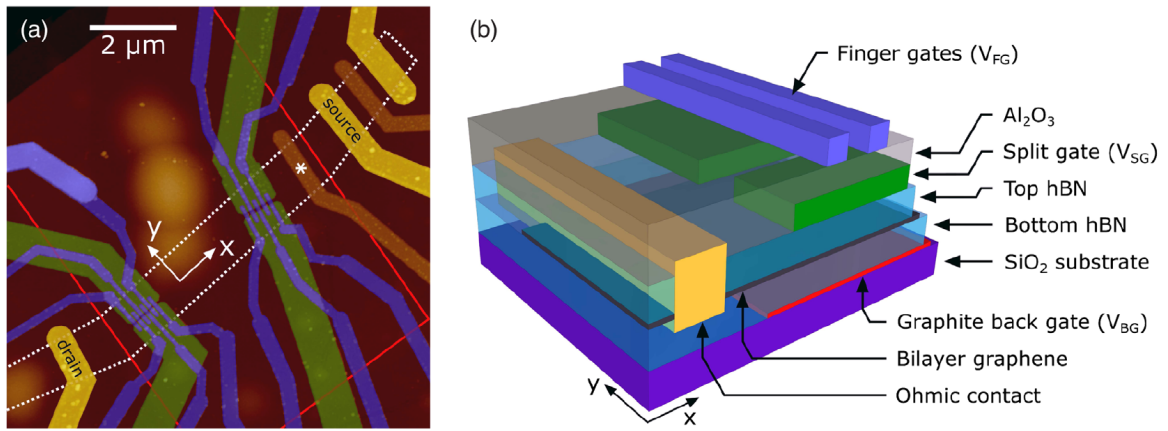 (a)
2 μm
source
*
y
x
drain
(b)
Finger gates (V_FG)
Al₂O₃
Split gate (V_SG)
Top hBN
Bottom hBN
SiO₂ substrate
Graphite back gate (V_BG)
Bilayer graphene
Ohmic contact
y
x